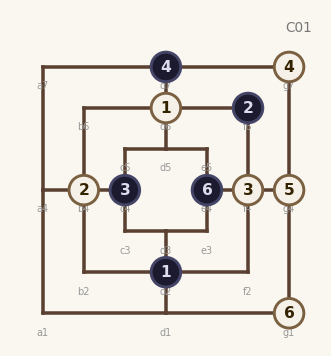 C01
4 4
a7 d7 g7
1 2
b6 d6 f6
c5 d5 e5
2 3 6 3 5
a4 b4 c4 e4 f4 g4
c3 d3 e3
1
b2 d2 f2
6
a1 d1 g1